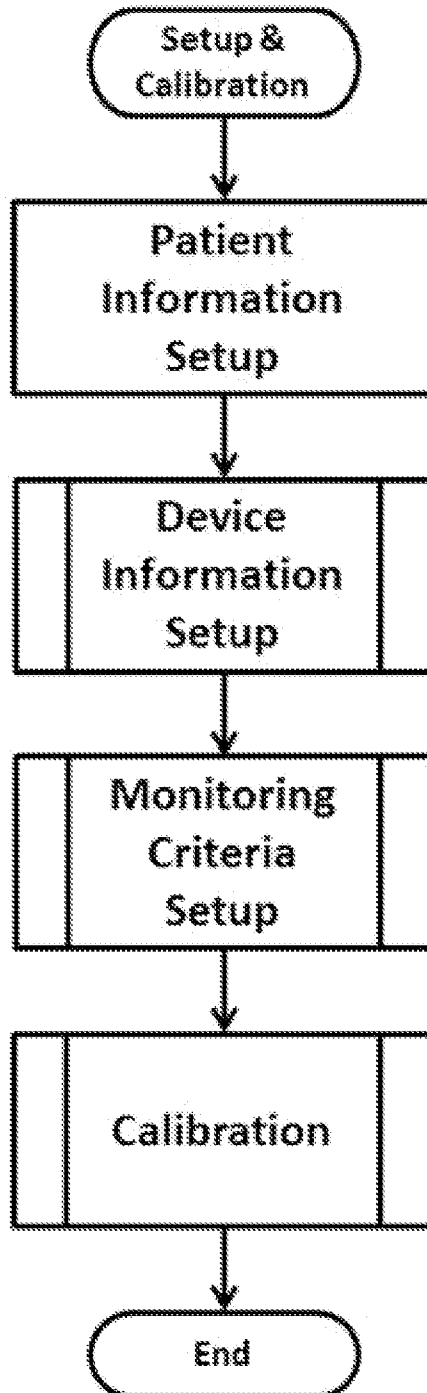 Setup &
Calibration
Patient
Information
Setup
Device
Information
Setup
Monitoring
Criteria
Setup
Calibration
End